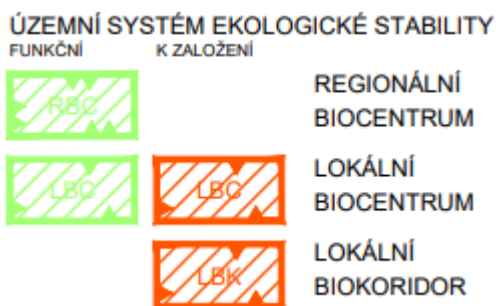 ÚZEMNÍ SYSTÉM EKOLOGICKÉ STABILITY
FUNKČNÍ K ZALOŽENÍ
RBC REGIONÁLNÍ
BIOCENTRUM
LBC LBC LOKÁLNÍ
BIOCENTRUM
LBK LOKÁLNÍ
BIOKORIDOR